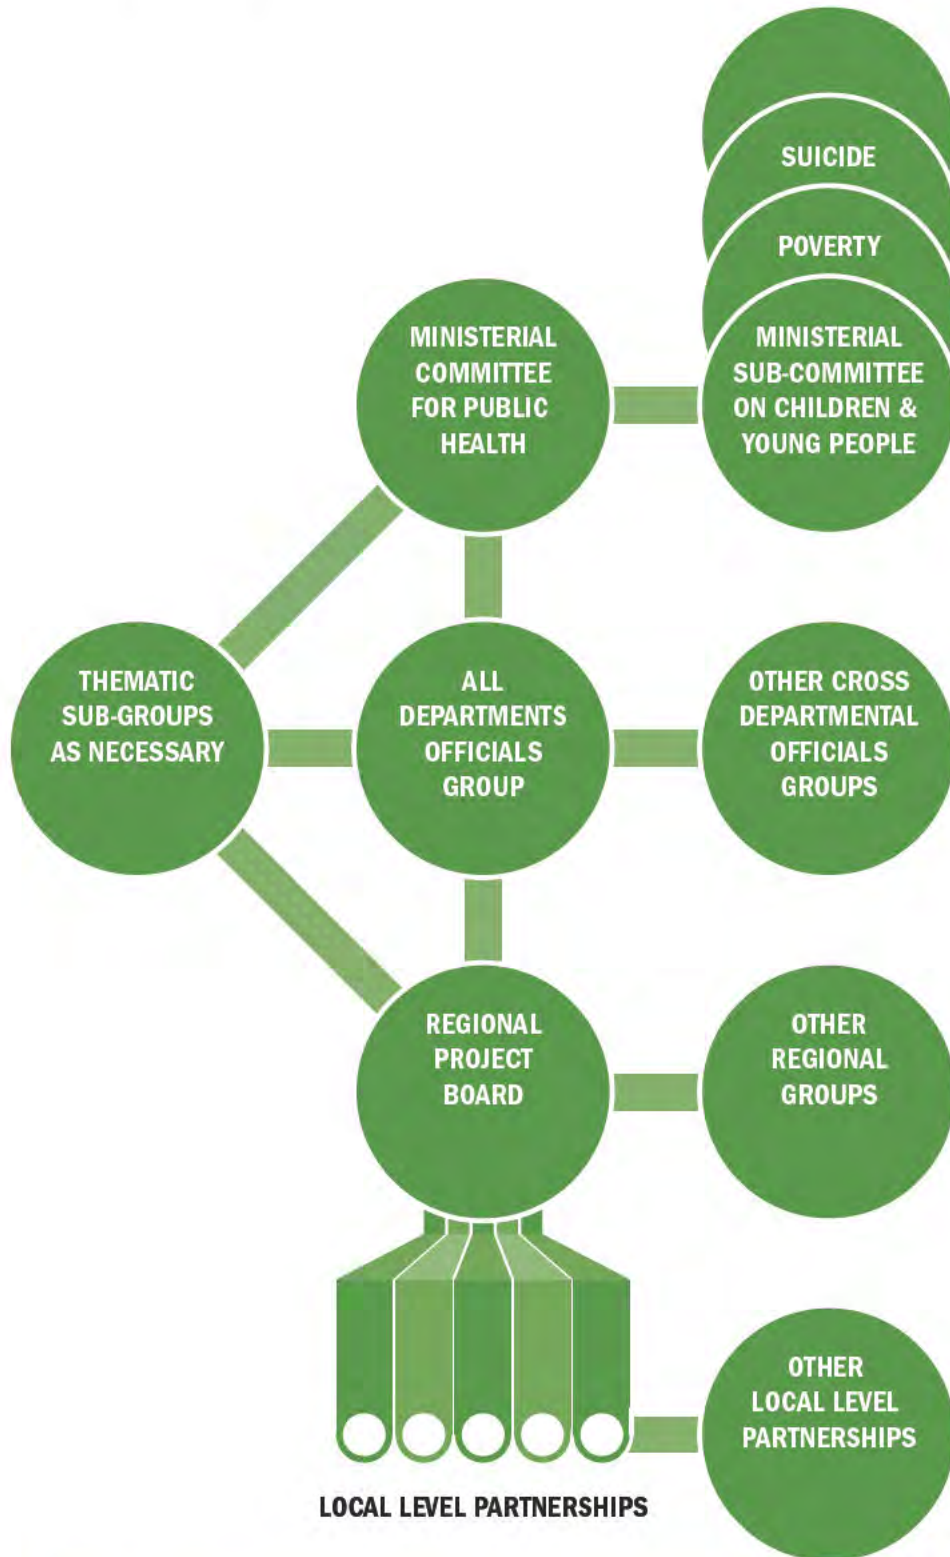 SUICIDE
POVERTY
MINISTERIAL
COMMITTEE
FOR PUBLIC
HEALTH
MINISTERIAL
SUB-COMMITTEE
ON CHILDREN &
YOUNG PEOPLE
THEMATIC
SUB-GROUPS
AS NECESSARY
ALL
DEPARTMENTS
OFFICIALS
GROUP
OTHER CROSS
DEPARTMENTAL
OFFICIALS
GROUPS
REGIONAL
PROJECT
BOARD
OTHER
REGIONAL
GROUPS
OTHER
LOCAL LEVEL
PARTNERSHIPS
LOCAL LEVEL PARTNERSHIPS